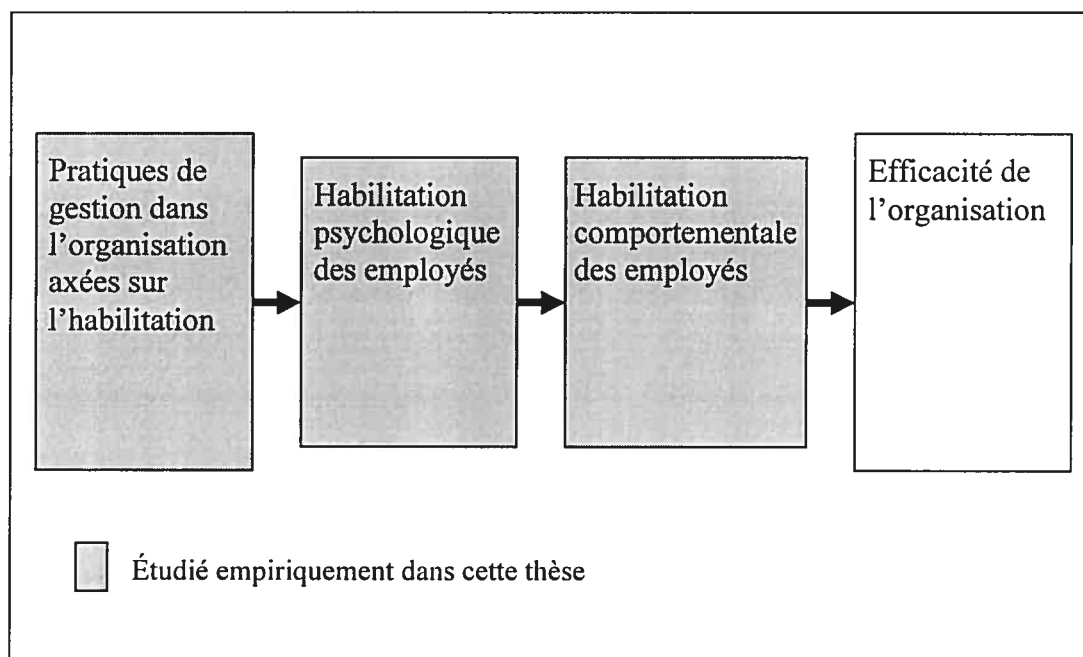 Pratiques de
gestion dans
l’organisation
axées sur
l’habilitation
Habilitation
psychologique
des employés
Habilitation
comportementale
des employés
Efficacité de
l’organisation
Étudié empiriquement dans cette thèse